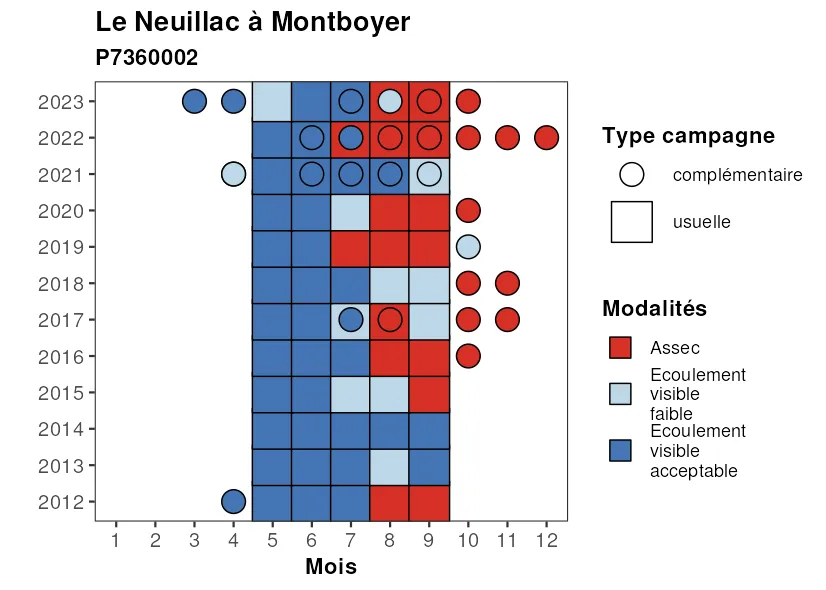 Le Neuillac à Montboyer
P7360002
2023
2022
2021
2020
2019
2018
2017
2016
2015
2014
2013
2012
1 2 3 4 5 6 7 8 9 10 11 12
Mois
Type campagne
complémentaire
usuelle
Modalités
Assec
Ecoulement
visible
faible
Ecoulement
visible
acceptable